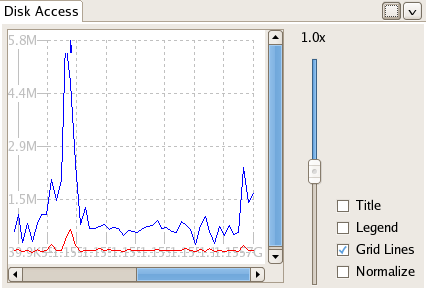 Disk Access
1.0x
5.8M
4.4M
2.9M
1.5M
Title
Legend
Grid Lines
Normalize